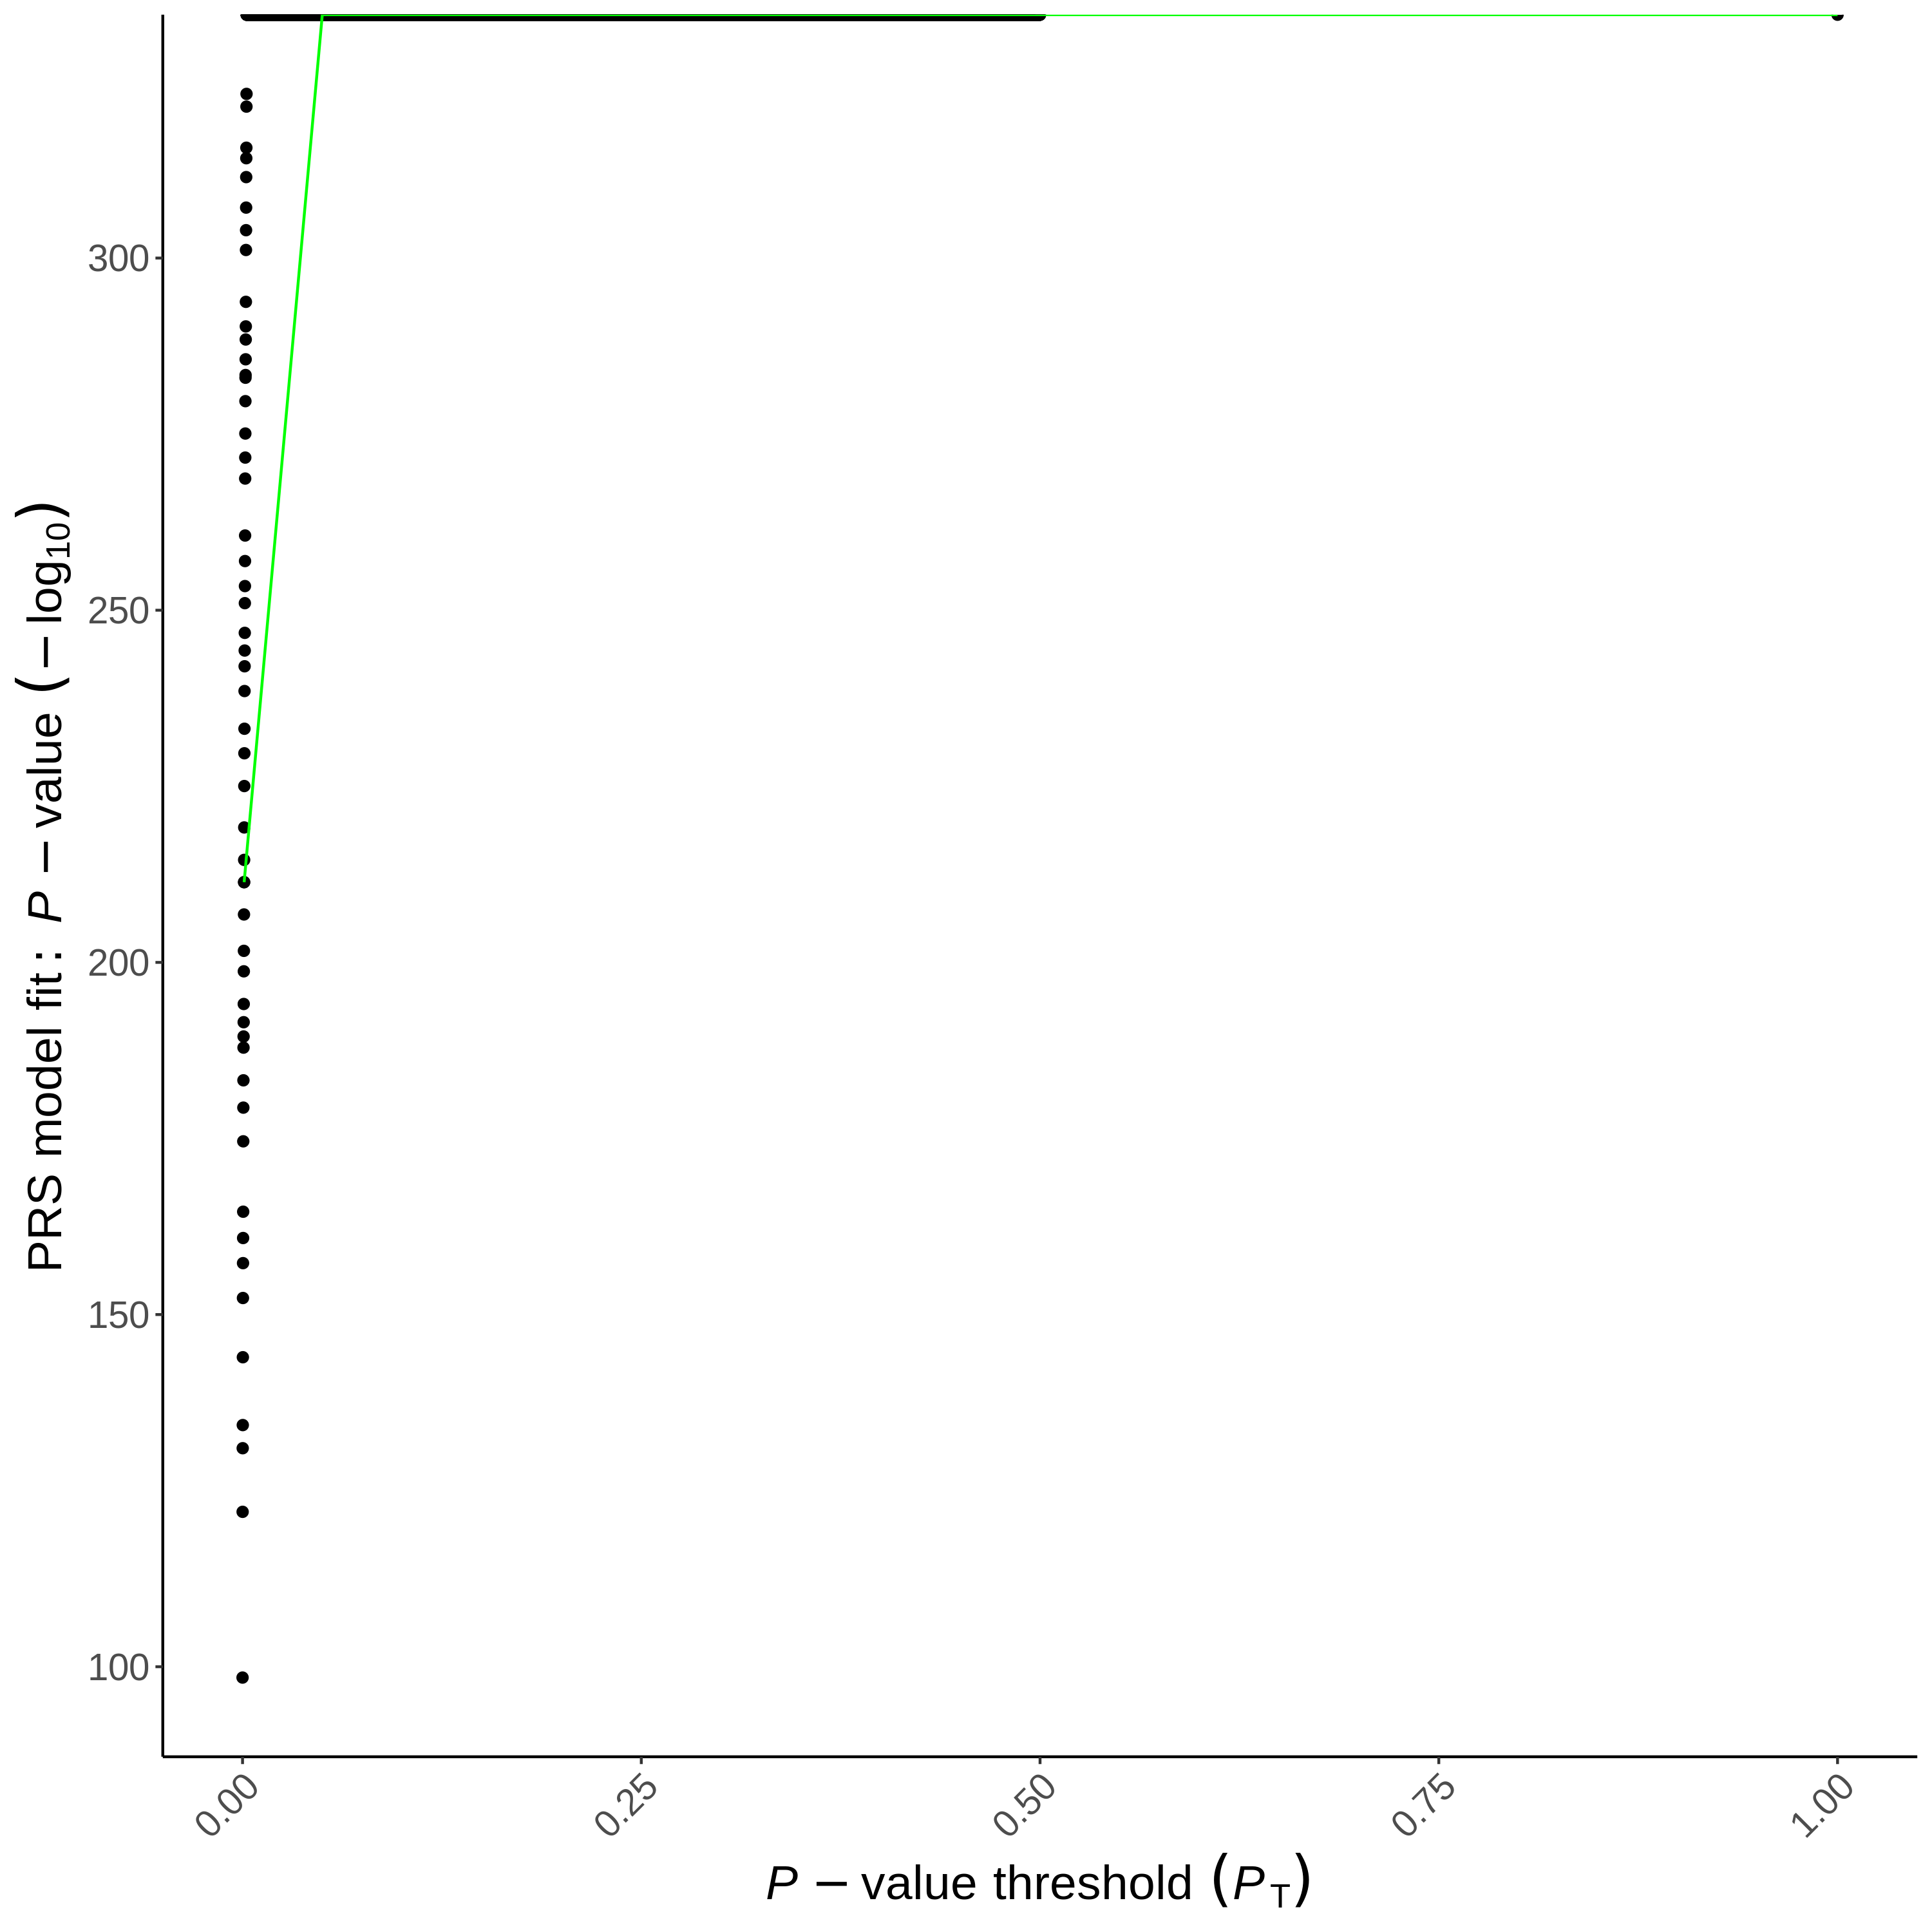 PRS model fit: P − value (− log10)
300
250
200
150
100
0.00 0.25 0.50 0.75 1.00
P − value threshold (PT)